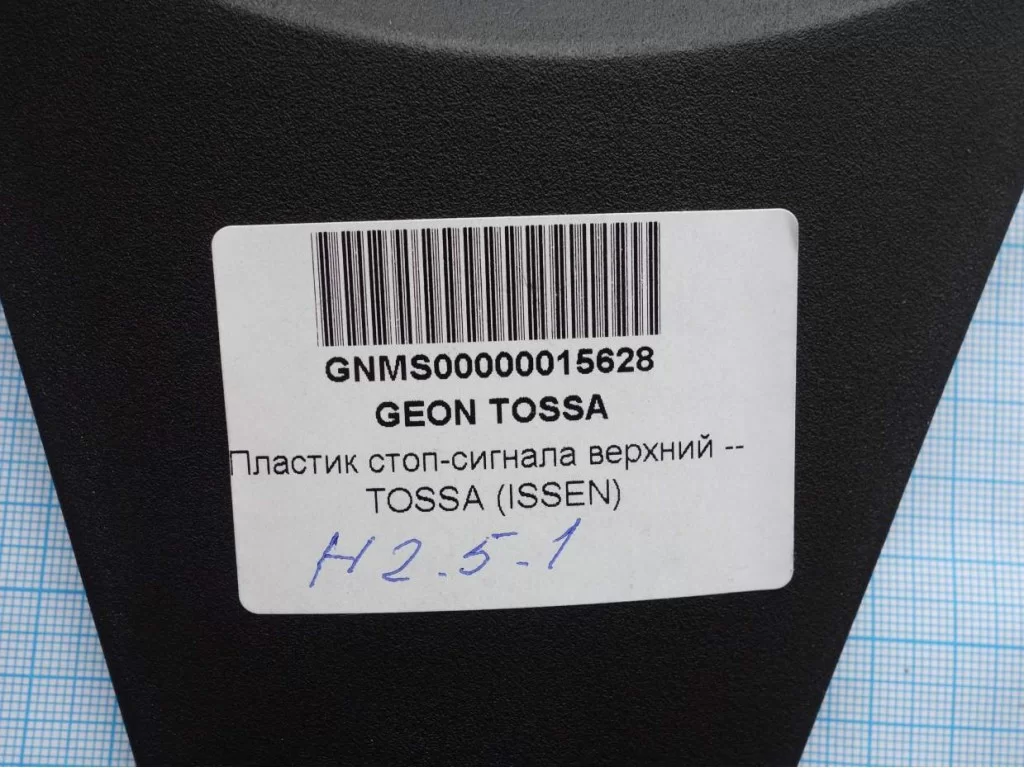 GNMS00000015628
GEON TOSSA
Пластик стоп-сигнала верхний --
TOSSA (ISSEN)
H2.5-1